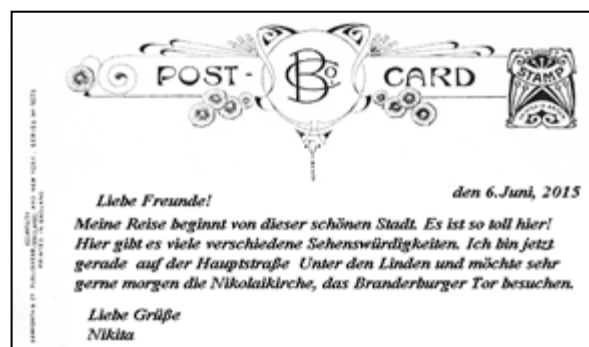 POST-
CARD
STAMP
den 6.Juni, 2015
Liebe Freunde!
Meine Reise beginnt von dieser schönen Stadt. Es ist so toll hier!
Hier gibt es viele verschiedene Sehenswürdigkeiten. Ich bin jetzt
gerade auf der Hauptstraße Unter den Linden und möchte sehr
gerne morgen die Nikolaikirche, das Branderburger Tor besuchen.
Liebe Grüße
Nikita